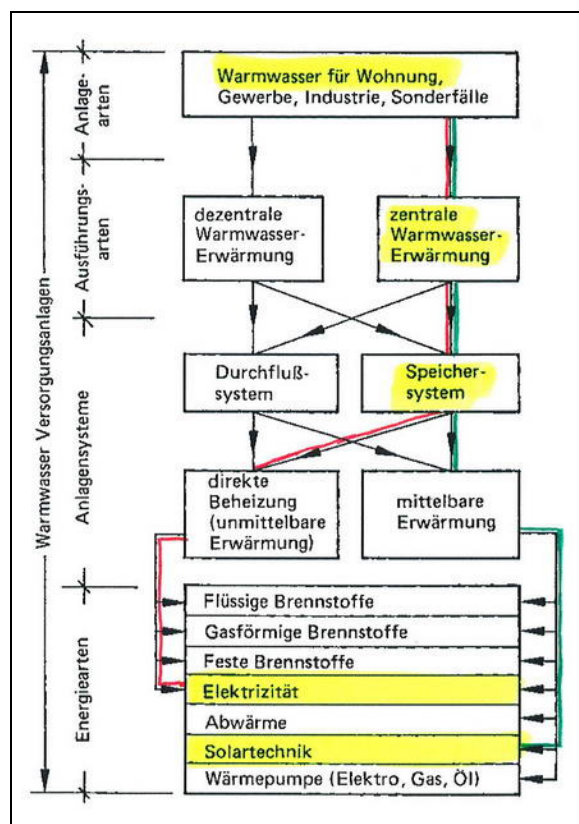 Warmwasser Versorgungsanlagen
Anlage-
arten
Ausführungs-
arten
Anlagensysteme
Energiearten
Warmwasser für Wohnung,
Gewerbe, Industrie, Sonderfälle
dezentrale
Warmwasser-
Erwärmung
zentrale
Warmwasser-
Erwärmung
Durchfluß-
system
Speicher-
system
direkte
Beheizung
(unmittelbare
Erwärmung)
mittelbare
Erwärmung
Flüssige Brennstoffe
Gasförmige Brennstoffe
Feste Brennstoffe
Elektrizität
Abwärme
Solartechnik
Wärmepumpe (Elektro, Gas, Öl)